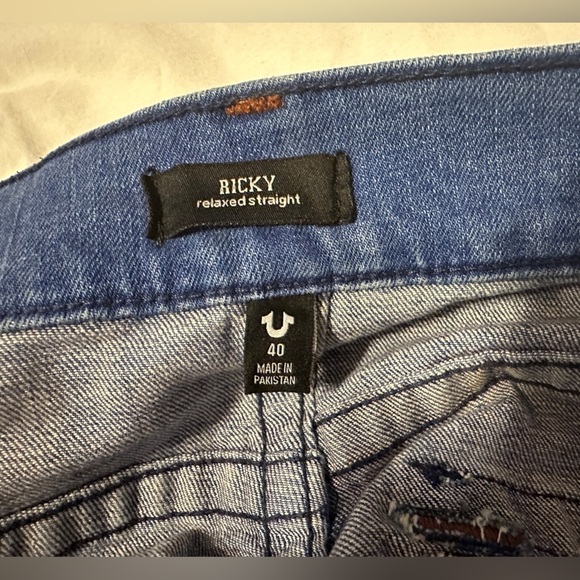 RICKY
relaxed straight
40
MADE IN
PAKISTAN